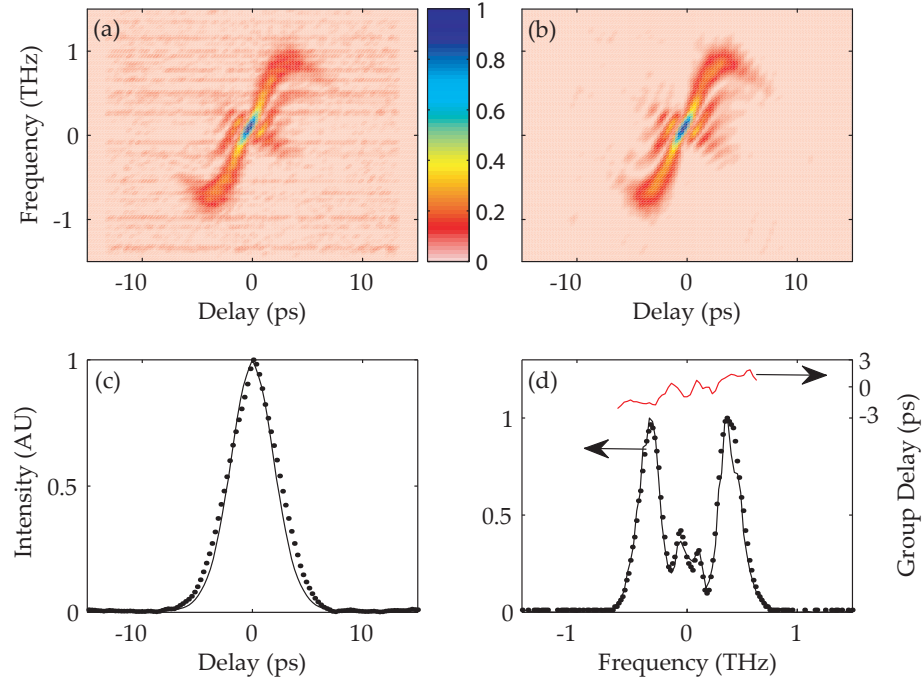 (a)
Frequency (THz)
1
0
-1
-10
0
10
Delay (ps)
1
0.8
0.6
0.4
0.2
0
(b)
-10
0
10
Delay (ps)
(c)
Intensity (AU)
1
0.5
0
-10
0
10
Delay (ps)
(d)
1
0.5
0
-1
0
1
Frequency (THz)
3
0
-3
Group Delay (ps)